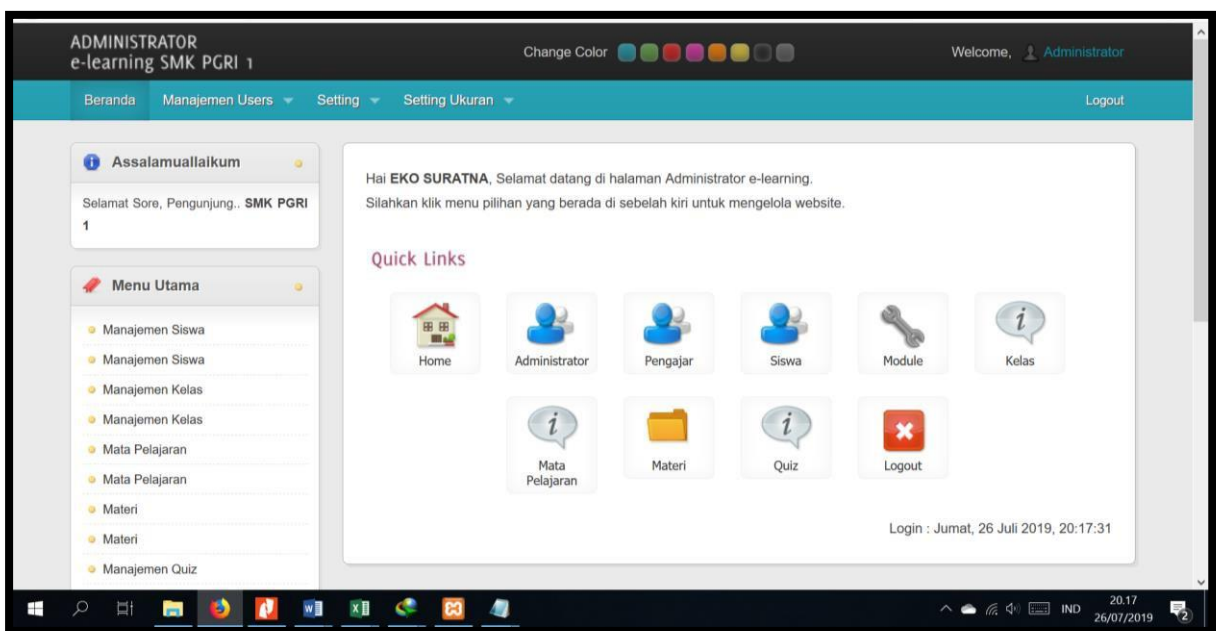 ADMINISTRATOR
e-learning SMK PGRI 1
Change Color
Welcome, Administrator
Beranda Manajemen Users Setting Setting Ukuran Logout
Assalamuallaikum
Selamat Sore, Pengunjung.. SMK PGRI
1
Menu Utama
Manajemen Siswa
Manajemen Siswa
Manajemen Kelas
Manajemen Kelas
Mata Pelajaran
Mata Pelajaran
Materi
Materi
Manajemen Quiz
Hai EKO SURATNA, Selamat datang di halaman Administrator e-learning.
Silahkan klik menu pilihan yang berada di sebelah kiri untuk mengelola website.
Quick Links
Home Administrator Pengajar Siswa Module Kelas
Mata
Pelajaran Materi Quiz Logout
Login : Jumat, 26 Juli 2019, 20:17:31
IND
20.17
26/07/2019
2